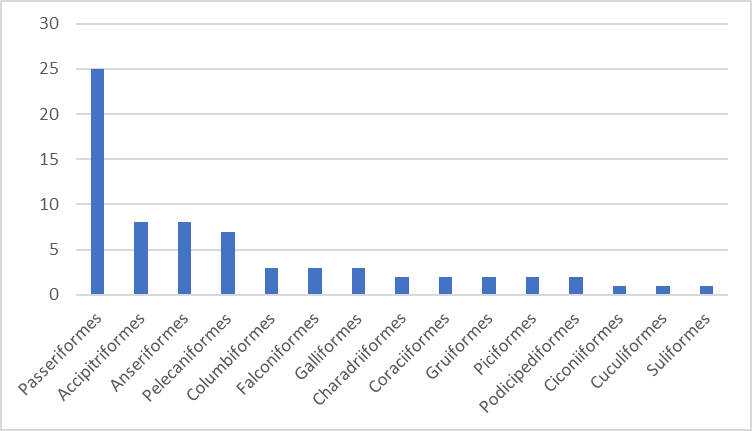 30
25
20
15
10
5
0
Passeriformes
Accipitriformes
Anseriformes
Pelecaniformes
Columbiformes
Falconiformes
Galliformes
Charadriiformes
Coraciiformes
Gruiformes
Piciformes
Podicipediformes
Ciconiiformes
Cuculiformes
Suliformes